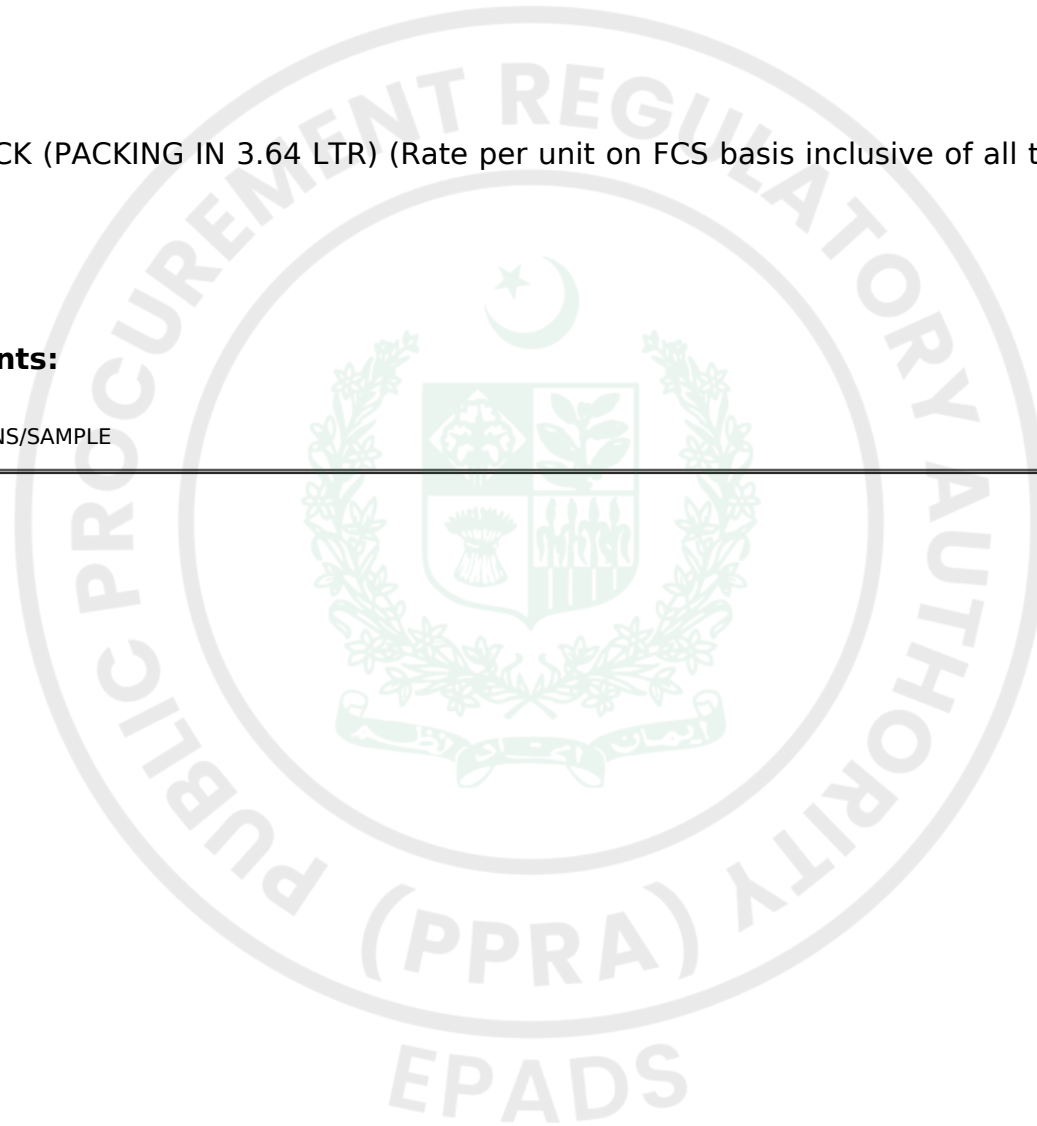 PUBLIC PROCUREMENT REGULATORY AUTHORITY
CK (PACKING IN 3.64 LTR) (Rate per unit on FCS basis inclusive of all t
nts:
NS/SAMPLE
(PPRA)
EPADS